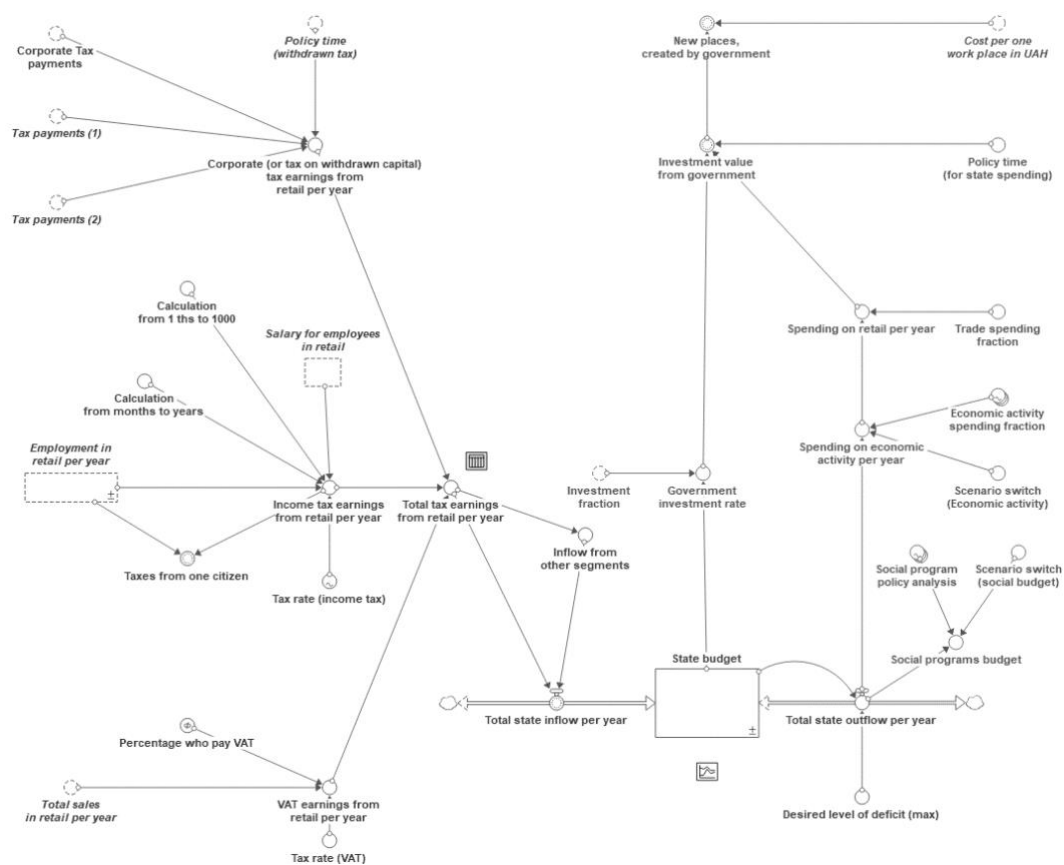 Corporate Tax
payments
Policy time
(withdrawn tax)
New places,
created by government
Cost per one
work place in UAH
Tax payments (1)
Corporate (or tax on withdrawn capital)
tax earnings from
retail per year
Investment value
from government
Policy time
(for state spending)
Tax payments (2)
Calculation
from 1 ths to 1000
Salary for employees
in retail
Spending on retail per year
Trade spending
fraction
Calculation
from months to years
Economic activity
spending fraction
Employment in
retail per year
±
Spending on economic
activity per year
Income tax earnings
from retail per year
Total tax earnings
from retail per year
Investment
fraction
Government
investment rate
Scenario switch
(Economic activity)
Taxes from one citizen
Inflow from
other segments
Social program
policy analysis
Scenario switch
(social budget)
Tax rate (income tax)
State budget
Social programs budget
Total state inflow per year
±
Total state outflow per year
Percentage who pay VAT
Total sales
in retail per year
VAT earnings from
retail per year
Desired level of deficit (max)
Tax rate (VAT)